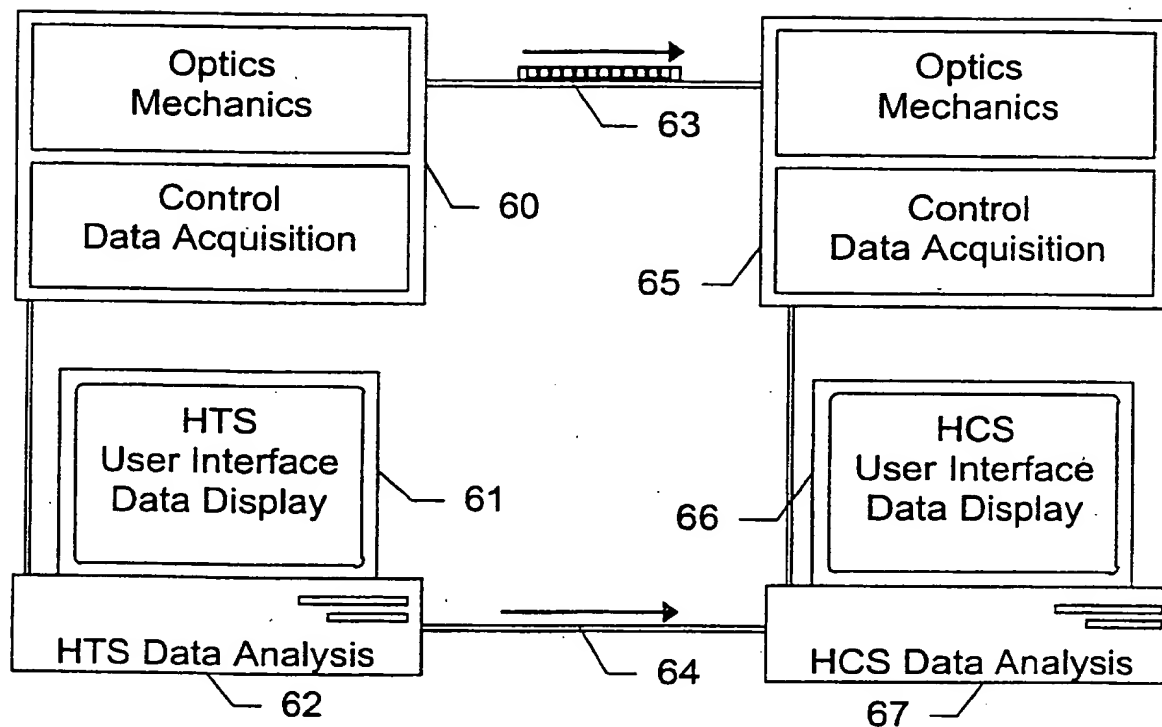 Optics
Mechanics
Control
Data Acquisition
60
63
Optics
Mechanics
Control
Data Acquisition
65
HTS
User Interface
Data Display
61
HTS Data Analysis
62
64
HCS
User Interface
Data Display
66
HCS Data Analysis
67